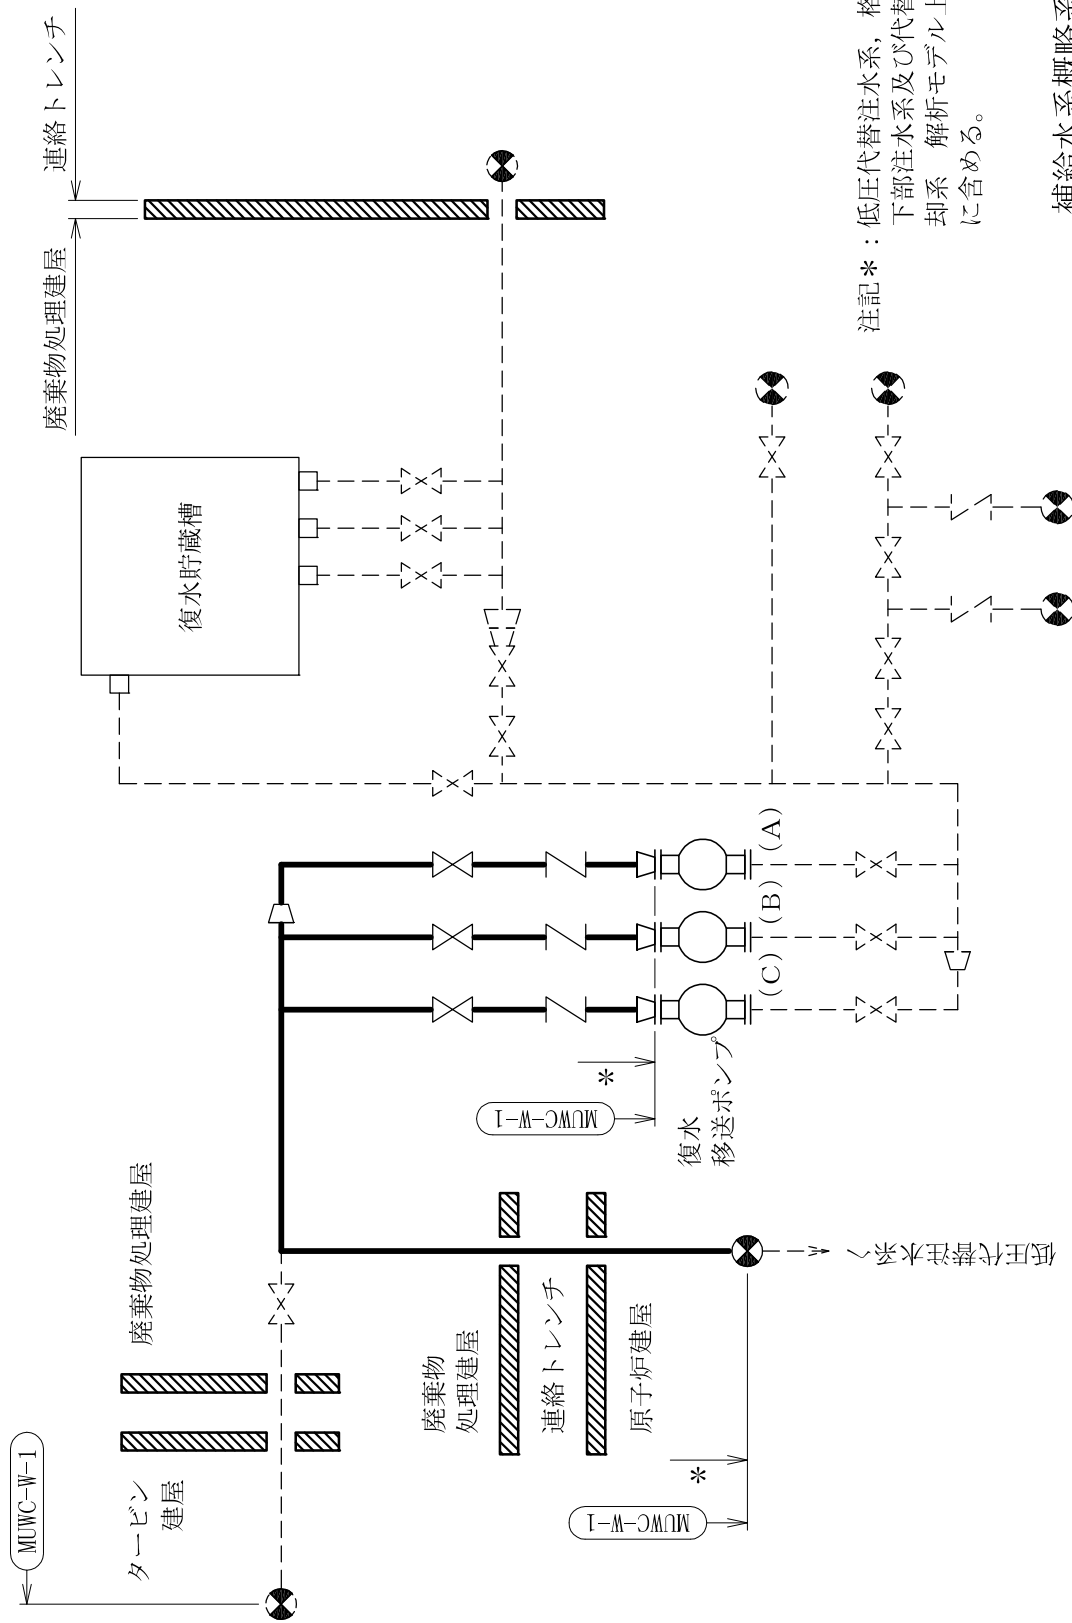 廃棄物処理建屋
連絡トレンチ
復水貯蔵槽
注記＊：低圧代替注水系，格
下部注水系及び代替
却系 解析モデル上
に含める。
補給水系概略系
(A)
(B)
(C)
＊
MUWC-W-1
復水
移送ポンプ
廃棄物処理建屋
タービン
建屋
MUWC-W-1
廃棄物
処理建屋
連絡トレンチ
原子炉建屋
＊
MUWC-W-1
低圧代替注水系へ